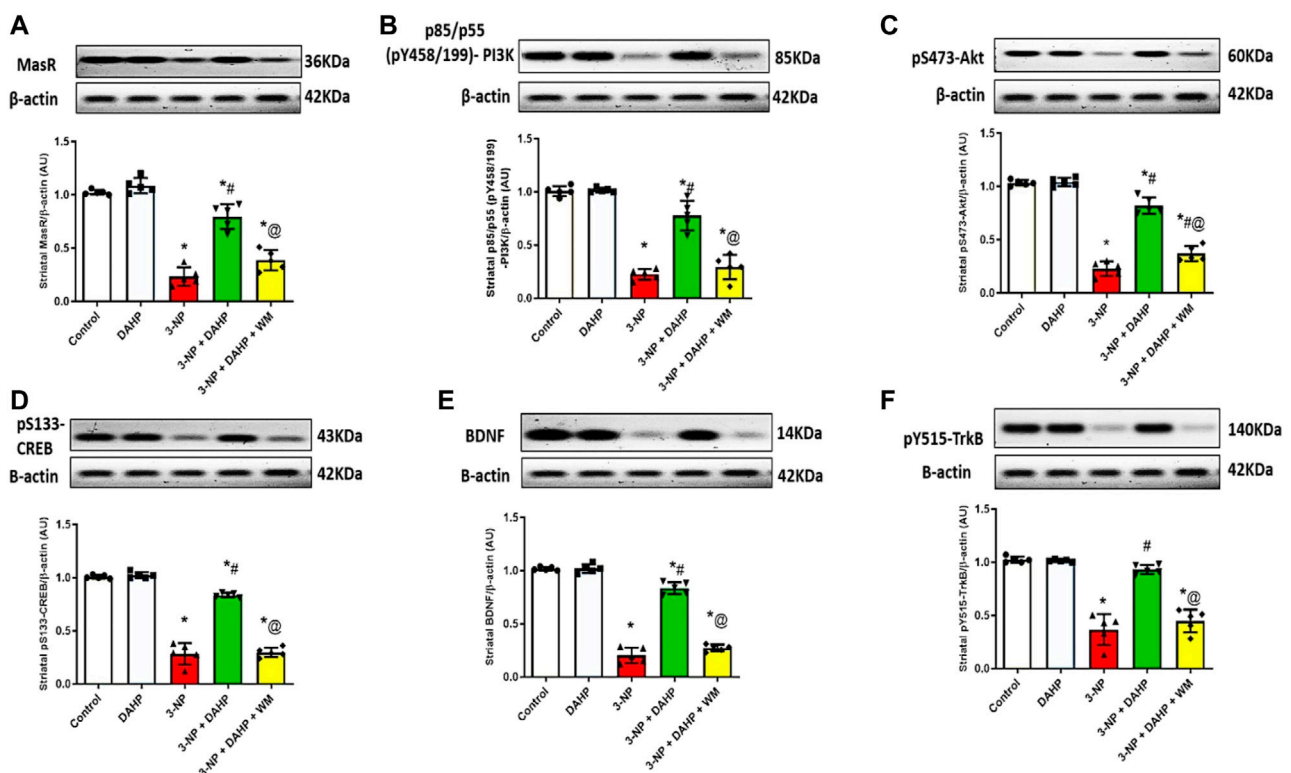 A
MasR
36KDa
β-actin
42KDa
Striatal MasR/β-actin (AU)
1.5
1.0
0.5
0.0
*
*#
*@
Control
DAHP
3-NP
3-NP + DAHP
3-NP + DAHP + WM
B
p85/p55
(pY458/199)- PI3K
85KDa
β-actin
42KDa
Striatal p85/p55 (pY458/199)
-PI3K/β-actin (AU)
1.5
1.0
0.5
0.0
*
*#
*@
Control
DAHP
3-NP
3-NP + DAHP
3-NP + DAHP + WM
C
pS473-Akt
60KDa
β-actin
42KDa
Striatal pS473-Akt/β-actin (AU)
1.5
1.0
0.5
0.0
*
*#
*#@
Control
DAHP
3-NP
3-NP + DAHP
3-NP + DAHP + WM
D
pS133-
CREB
43KDa
B-actin
42KDa
Striatal pS133-CREB/β-actin (AU)
1.5
1.0
0.5
0.0
*
*#
*@
Control
DAHP
3-NP
3-NP + DAHP
3-NP + DAHP + WM
E
BDNF
14KDa
B-actin
42KDa
Striatal BDNF/β-actin (AU)
1.5
1.0
0.5
0.0
*
*#
*@
Control
DAHP
3-NP
3-NP + DAHP
3-NP + DAHP + WM
F
pY515-TrkB
140KDa
B-actin
42KDa
Striatal pY515-TrkB/β-actin (AU)
1.5
1.0
0.5
0.0
*
#
*@
Control
DAHP
3-NP
3-NP + DAHP
3-NP + DAHP + WM